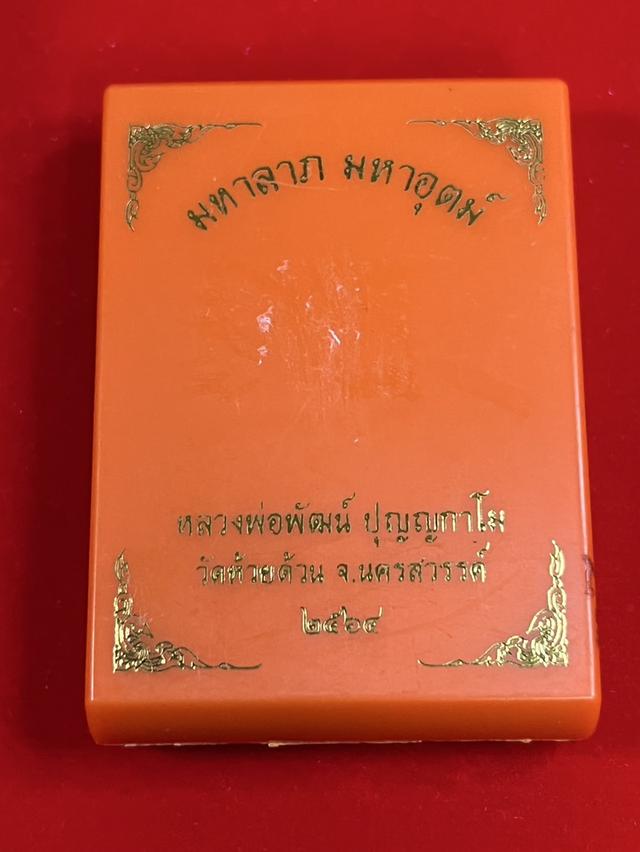 มหาลาภ มหาอุตม์
หลวงพ่อพัฒน์ ปุญญกาโม
วัดห้วยด้วน จ.นครสวรรค์
๒๕๖๔